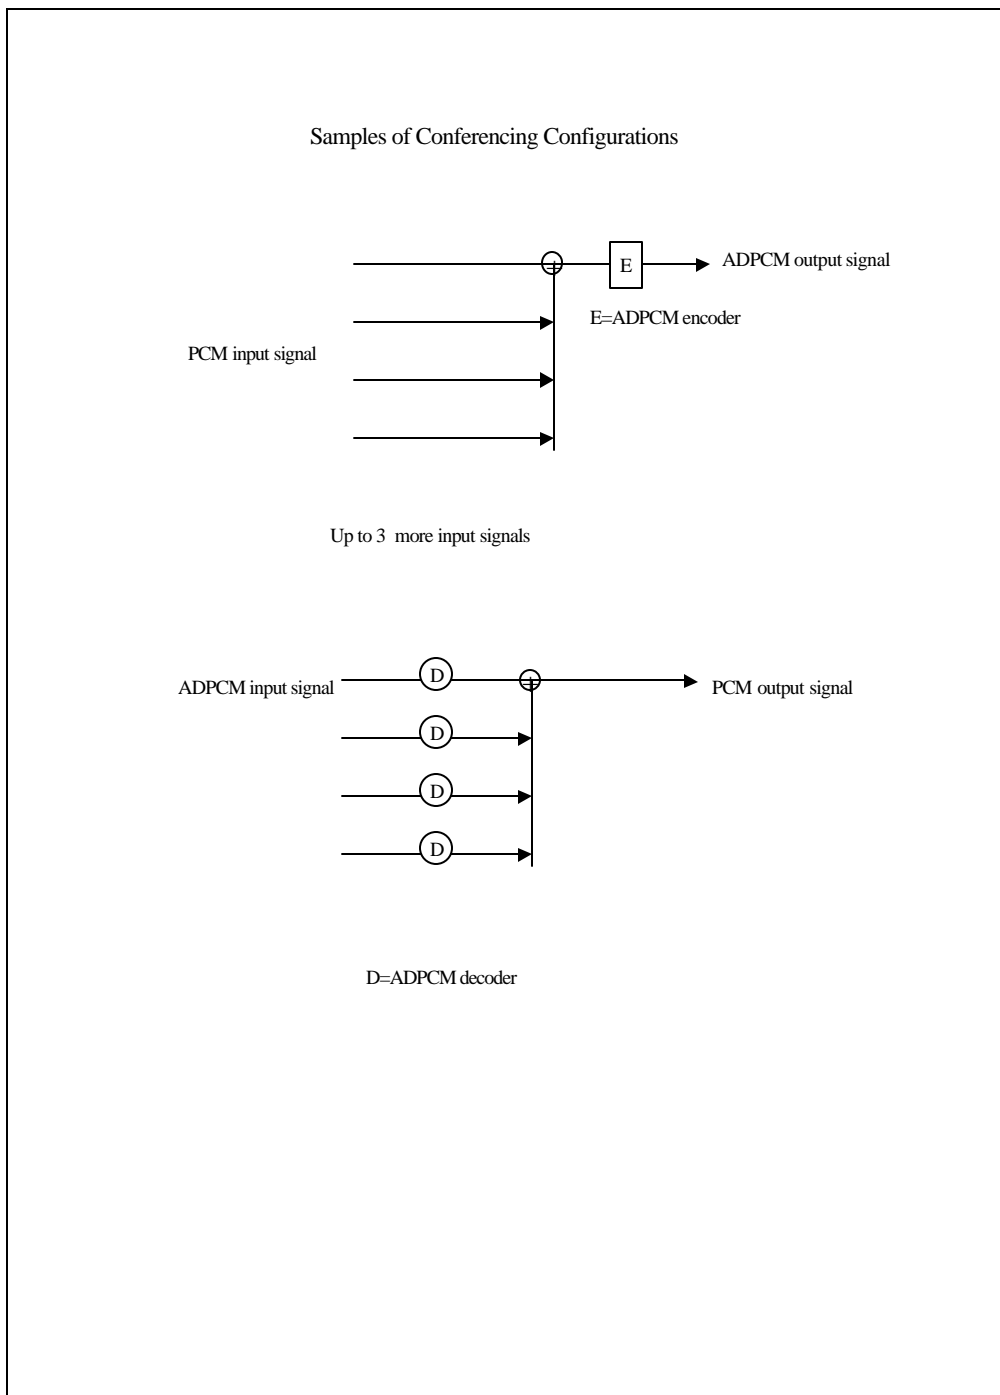 Samples of Conferencing Configurations
E
ADPCM output signal
E=ADPCM encoder
PCM input signal
Up to 3 more input signals
ADPCM input signal
D
PCM output signal
D
D
D
D=ADPCM decoder